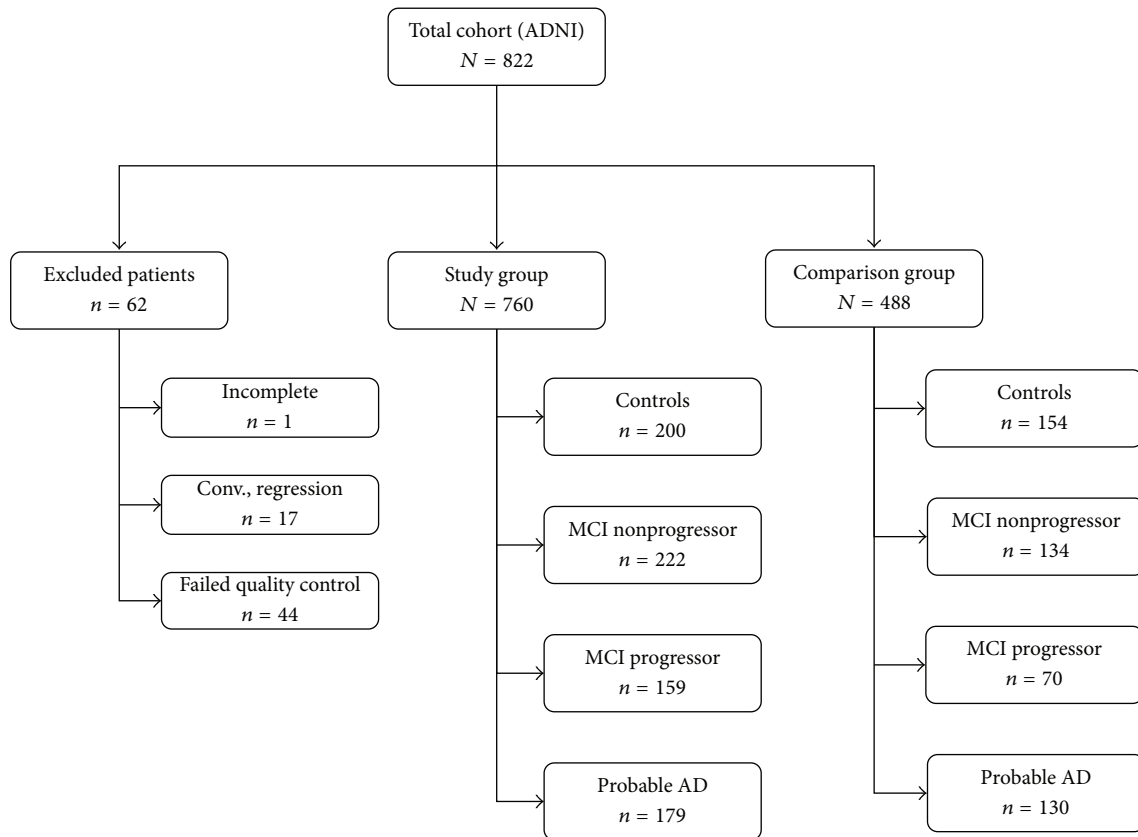 Total cohort (ADNI)
N = 822
Excluded patients
n = 62
Study group
N = 760
Comparison group
N = 488
Incomplete
n = 1
Conv., regression
n = 17
Failed quality control
n = 44
Controls
n = 200
MCI nonprogressor
n = 222
MCI progressor
n = 159
Probable AD
n = 179
Controls
n = 154
MCI nonprogressor
n = 134
MCI progressor
n = 70
Probable AD
n = 130